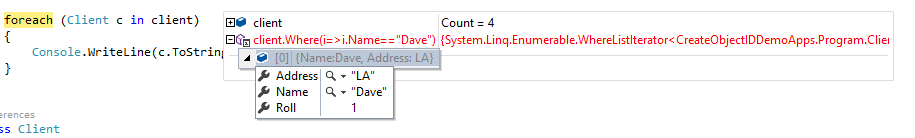 foreach (Client c in client)
{
Console.WriteLine(c.ToString
}
erences
ss Client
client Count = 4
client.Where(i=>i.Name=="Dave") {System.Linq.Enumerable.WhereListIterator<CreateObjectIDDemoApps.Program.Clie
[0] {Name:Dave, Address: LA}
Address "LA"
Name "Dave"
Roll 1